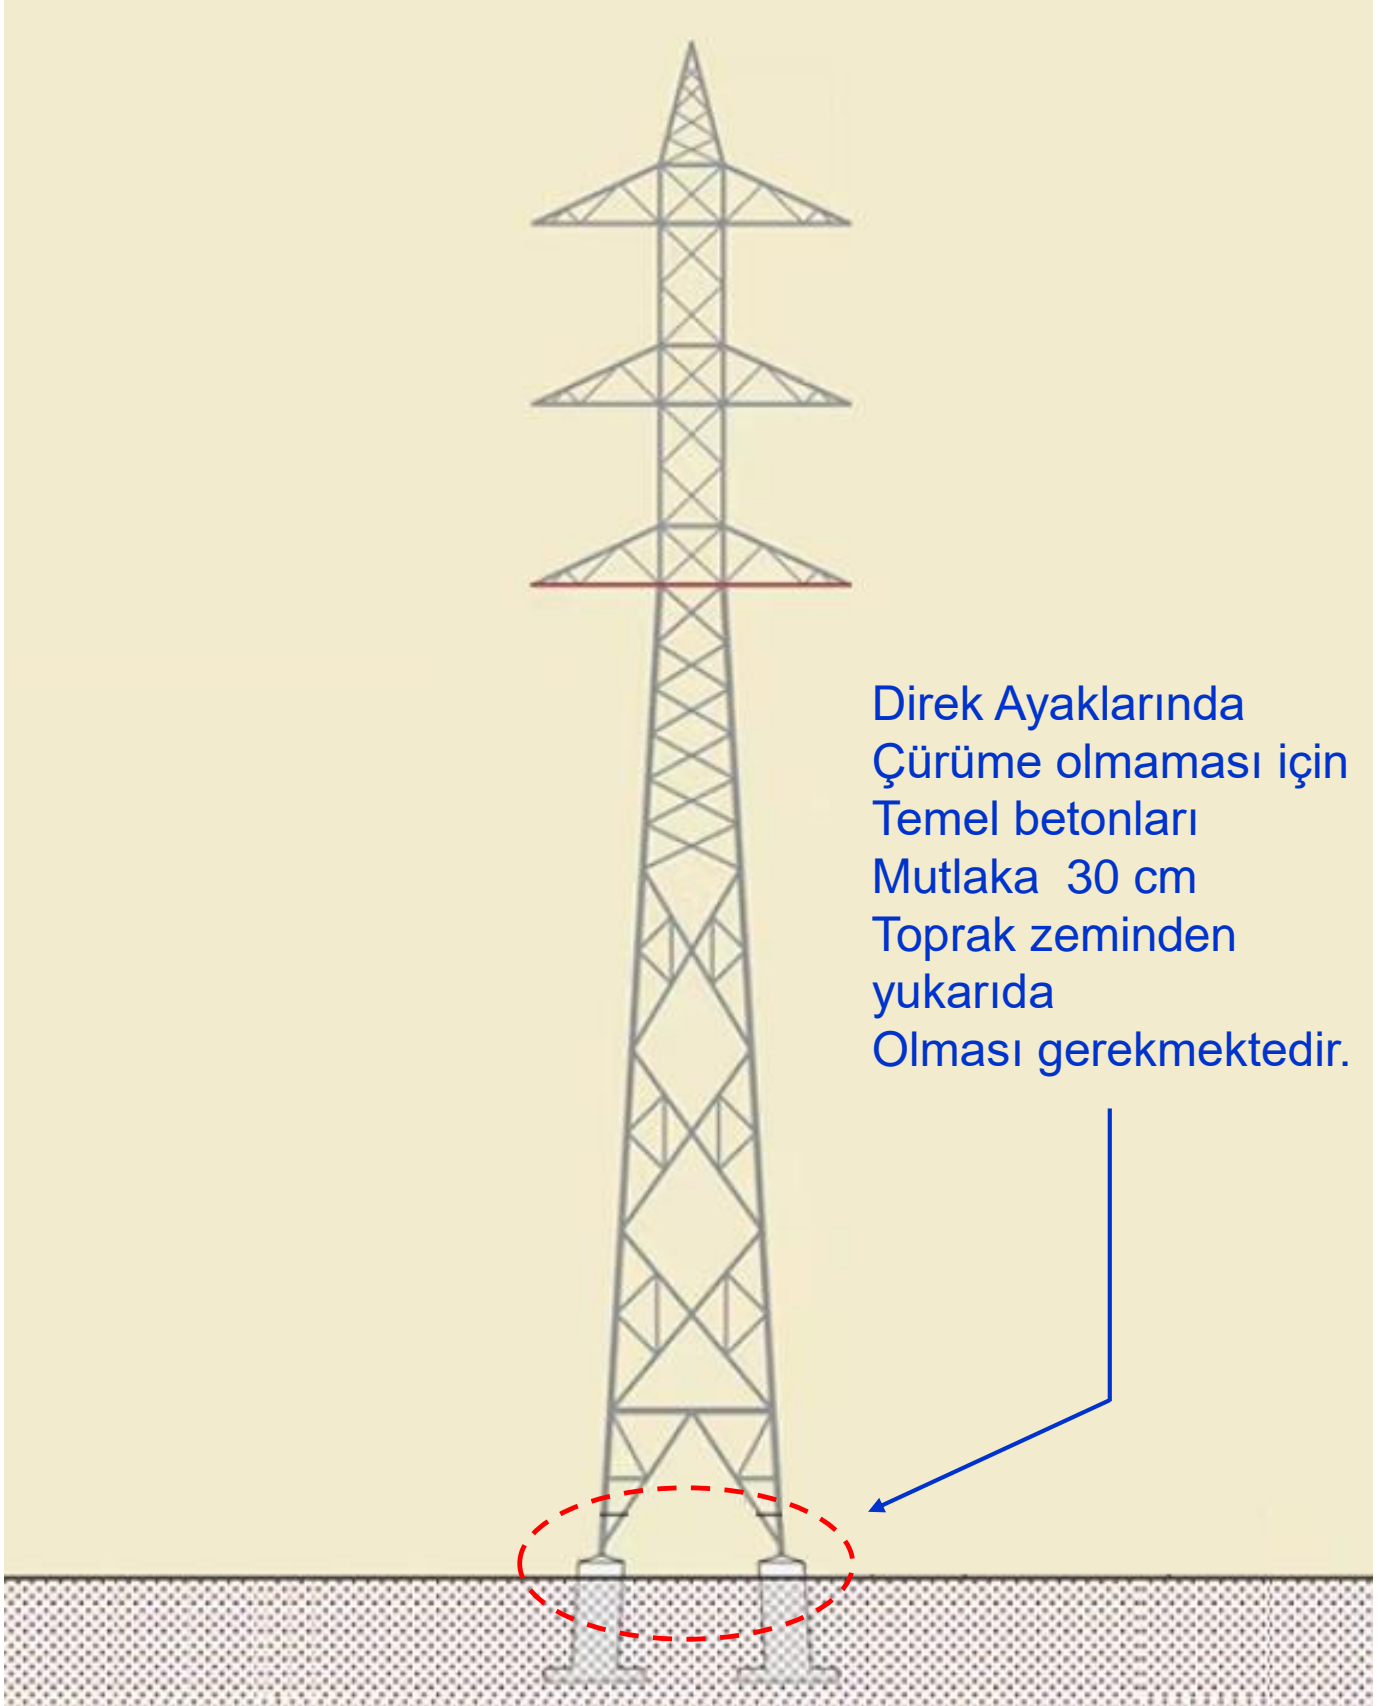 Direk Ayaklarında
Çürüme olmaması için
Temel betonları
Mutlaka  30 cm
Toprak zeminden
yukarıda
Olması gerekmektedir.